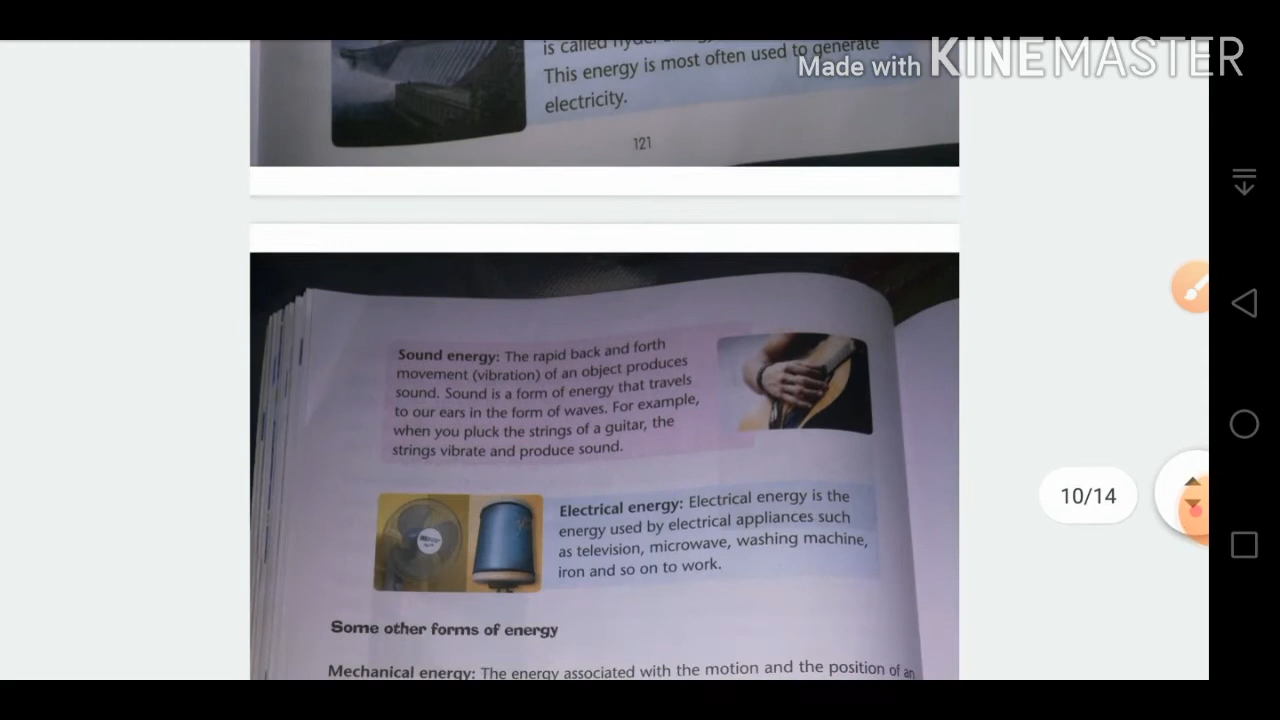 is called hydel
This energy is most often used to generate
electricity.
Made with KINEMASTER
121
Sound energy: The rapid back and forth
movement (vibration) of an object produces
sound. Sound is a form of energy that travels
to our ears in the form of waves. For example,
when you pluck the strings of a guitar, the
strings vibrate and produce sound.
Electrical energy: Electrical energy is the
energy used by electrical appliances such
as television, microwave, washing machine,
iron and so on to work.
10/14
Some other forms of energy
Mechanical energy: The energy associated with the motion and the position of an